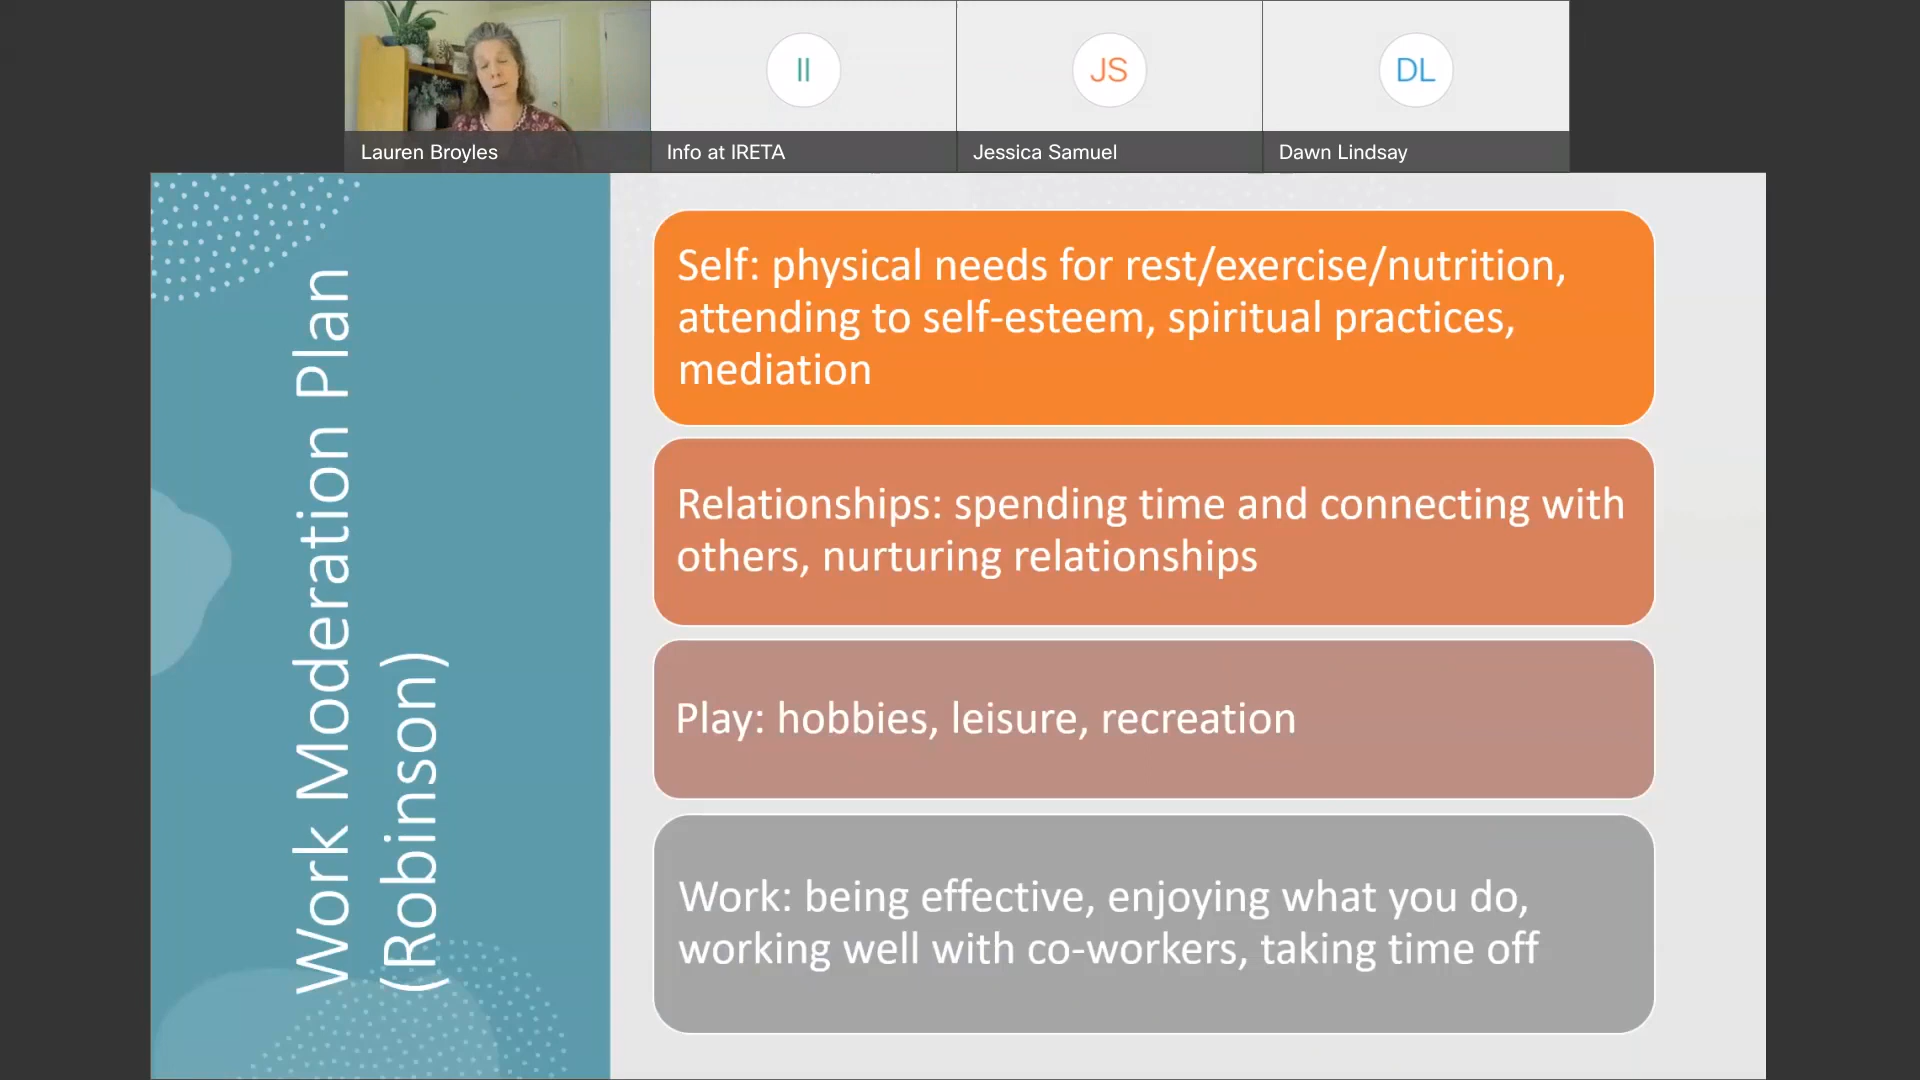 II
JS
DL
Lauren Broyles
Info at IRETA
Jessica Samuel
Dawn Lindsay
Work Moderation Plan
(Robinson)
Self: physical needs for rest/exercise/nutrition,
attending to self-esteem, spiritual practices,
mediation
Relationships: spending time and connecting with
others, nurturing relationships
Play: hobbies, leisure, recreation
Work: being effective, enjoying what you do,
working well with co-workers, taking time off